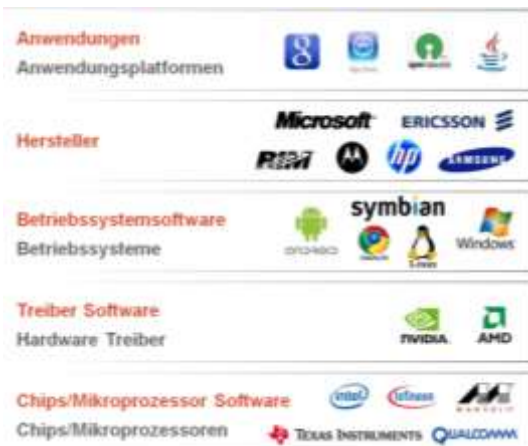 Anwendungen
Anwendungsplattformen
Hersteller
Microsoft ERICSSON
RIM hp SAMSUNG
Betriebssystemsoftware
Betriebssysteme
symbian
ANDROID
Linux
Windows
Treiber Software
Hardware Treiber
NVIDIA. AMD
Chips/Mikroprozessor Software
Chips/Mikroprozessoren
intel infineon
TEXAS INSTRUMENTS QUALCOMM